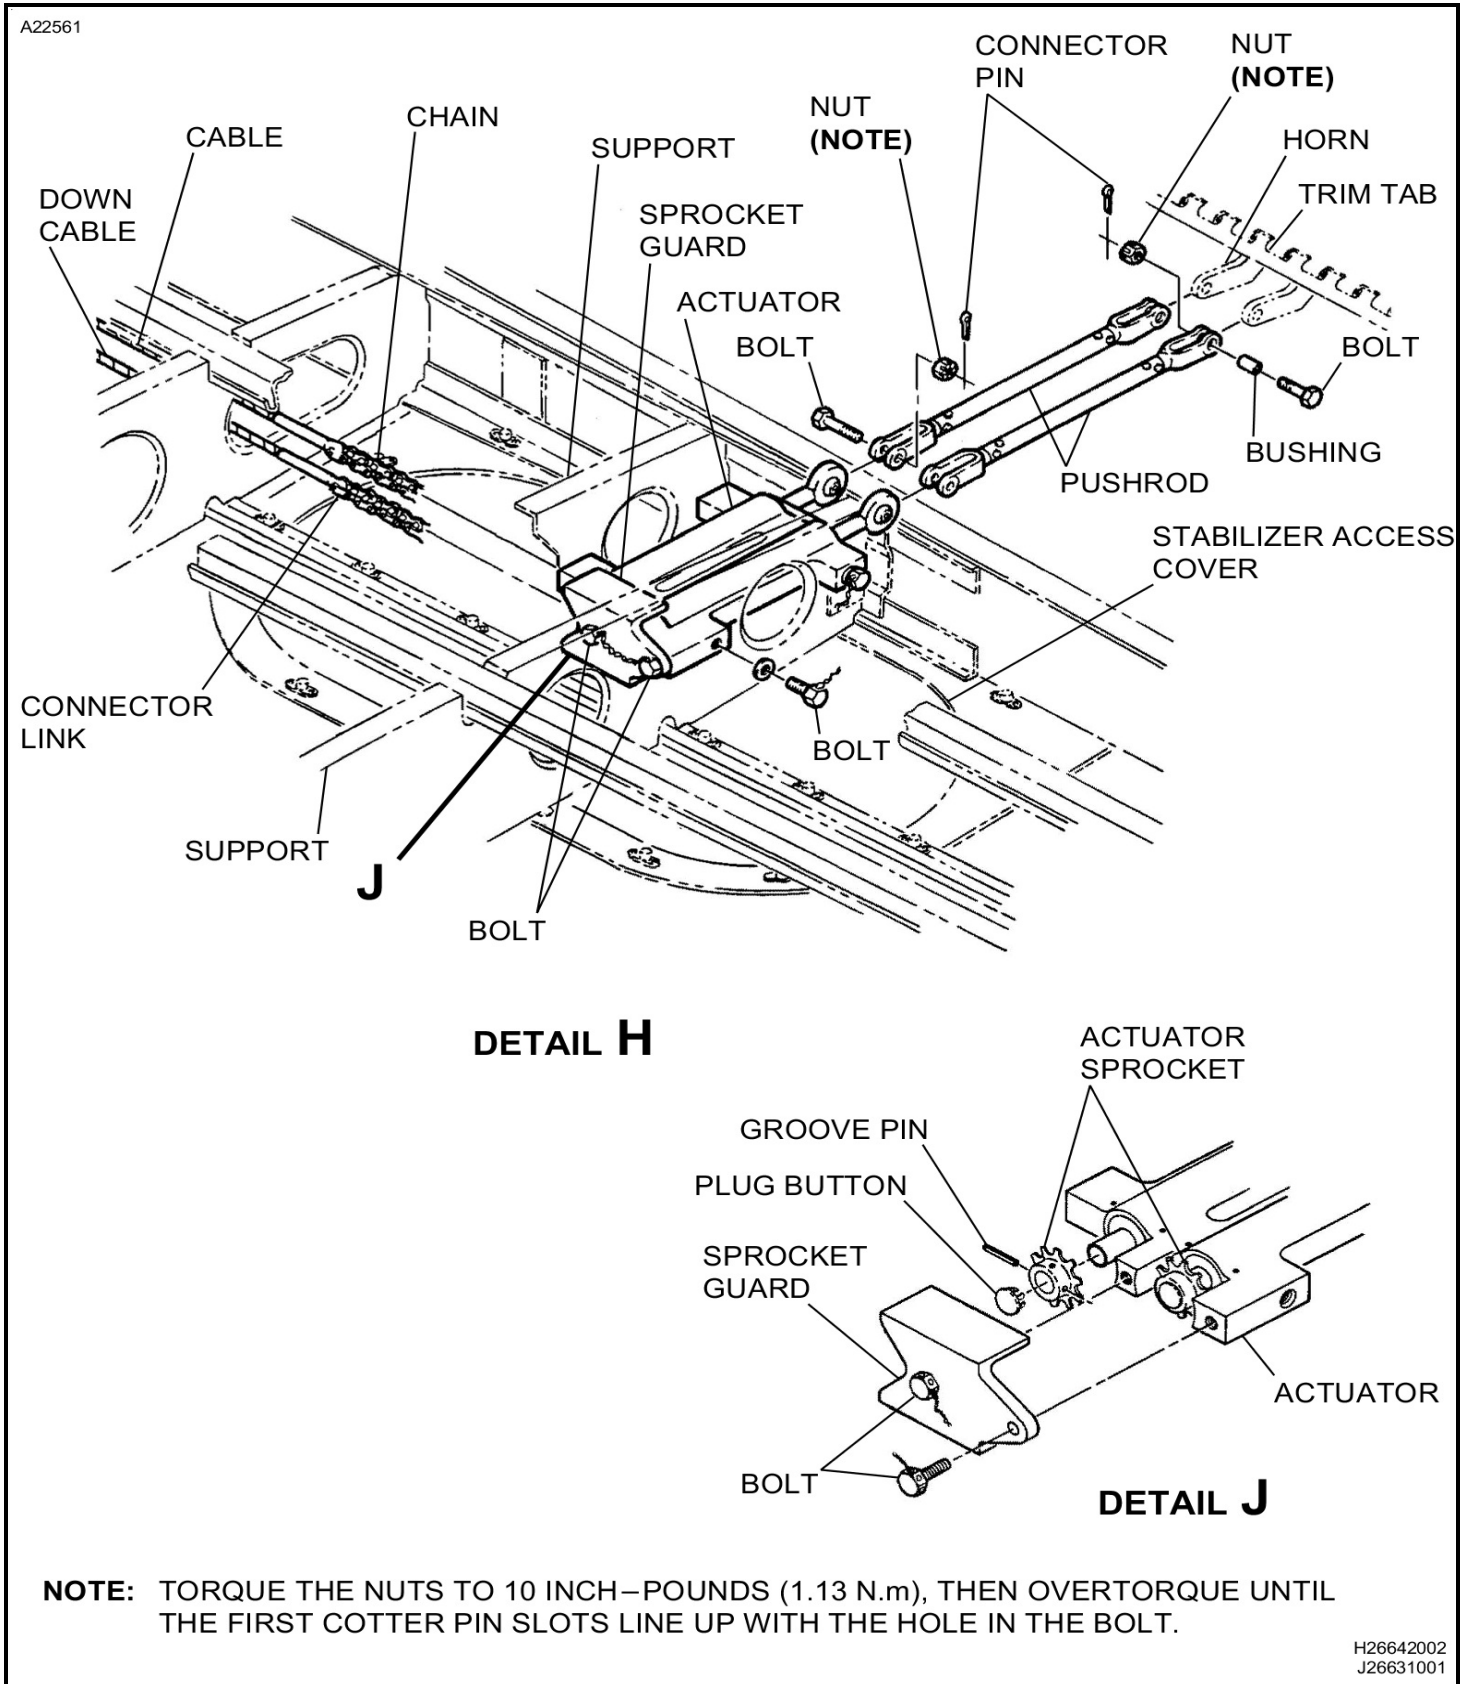 A22561
CONNECTOR
PIN
NUT
(NOTE)
NUT
(NOTE)
HORN
TRIM TAB
CHAIN
CABLE
SUPPORT
DOWN
CABLE
SPROCKET
GUARD
ACTUATOR
BOLT
BOLT
BUSHING
PUSHROD
STABILIZER ACCESS
COVER
CONNECTOR
LINK
BOLT
SUPPORT
J
BOLT
DETAIL H
ACTUATOR
SPROCKET
GROOVE PIN
PLUG BUTTON
SPROCKET
GUARD
ACTUATOR
BOLT
DETAIL J
NOTE: TORQUE THE NUTS TO 10 INCH–POUNDS (1.13 N.m), THEN OVERTORQUE UNTIL
THE FIRST COTTER PIN SLOTS LINE UP WITH THE HOLE IN THE BOLT.
H26642002
J26631001